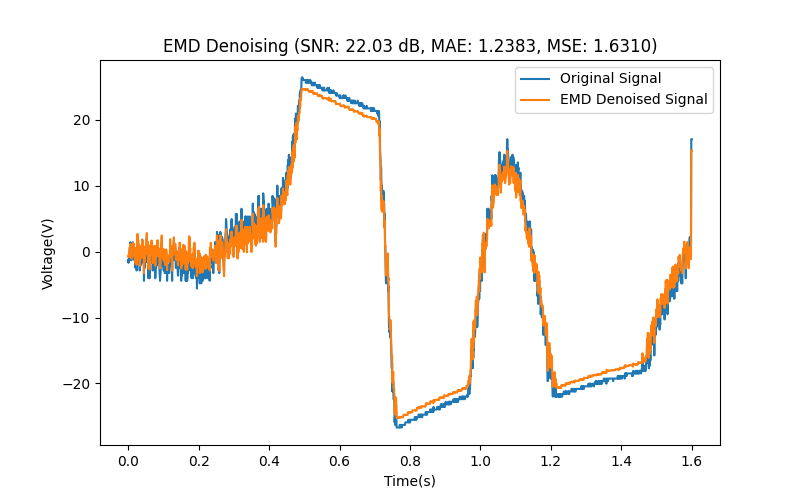 EMD Denoising (SNR: 22.03 dB, MAE: 1.2383, MSE: 1.6310)
Original Signal
EMD Denoised Signal
Voltage(V)
20
10
0
−10
−20
0.0 0.2 0.4 0.6 0.8 1.0 1.2 1.4 1.6
Time(s)